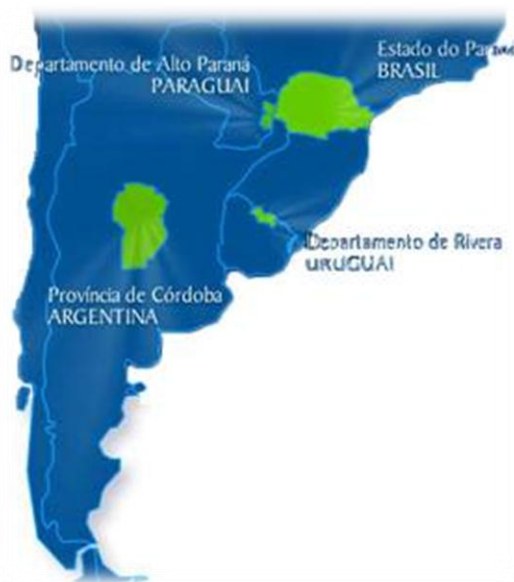 Departamento de Alto Paraná
PARAGUAI
Estado do Paraná
BRASIL
Departamento de Rivera
URUGUAI
Província de Córdoba
ARGENTINA